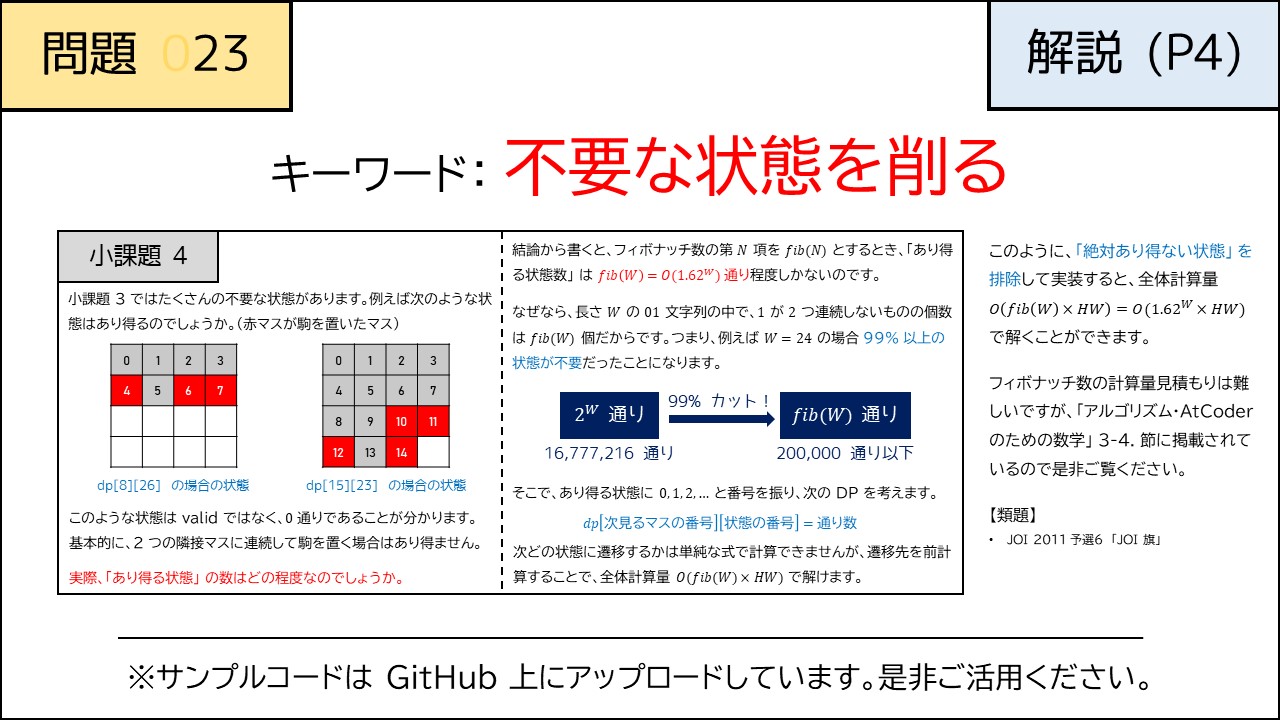 問題 023
解説 (P4)
キーワード: 不要な状態を削る
小課題 4
小課題 3 ではたくさんの不要な状態があります。例えば次のような状
態はあり得るのでしょうか。(赤マスが駒を置いたマス)
0 1 2 3
4 5 6 7
dp[8][26] の場合の状態
0 1 2 3
4 5 6 7
8 9 10 11
12 13 14
dp[15][23] の場合の状態
このような状態は valid ではなく、0 通りであることが分かります。
基本的に、2 つの隣接マスに連続して駒を置く場合はあり得ません。
実際、「あり得る状態」 の数はどの程度なのでしょうか。
結論から書くと、フィボナッチ数の第 N 項を fib(N) とするとき、「あり
得る状態数」 は fib(W) = O(1.62^W) 通り程度しかないのです。
なぜなら、長さ W の 01 文字列の中で、1 が 2 つ連続しないものの個数
は fib(W) 個だからです。つまり、例えば W = 24 の場合 99% 以上の
状態が不要だったことになります。
2^W 通り
99% カット!
fib(W) 通り
16,777,216 通り
200,000 通り以下
そこで、あり得る状態に 0, 1, 2, … と番号を振り、次の DP を考えます。
dp[次見るマスの番号][状態の番号] = 通り数
次どの状態に遷移するかは単純な式で計算できませんが、遷移先を前計
算することで、全体計算量 O(fib(W) × HW) で解けます。
このように、「絶対あり得ない状態」 を
排除して実装すると、全体計算量
O(fib(W) × HW) = O(1.62^W × HW)
で解くことができます。
フィボナッチ数の計算量見積もりは難
しいですが、「アルゴリズム・AtCoder
のための数学」 3-4. 節に掲載されて
いるので是非ご覧ください。
【類題】
• JOI 2011 予選6 「JOI 旗」
※サンプルコードは GitHub 上にアップロードしています。是非ご活用ください。